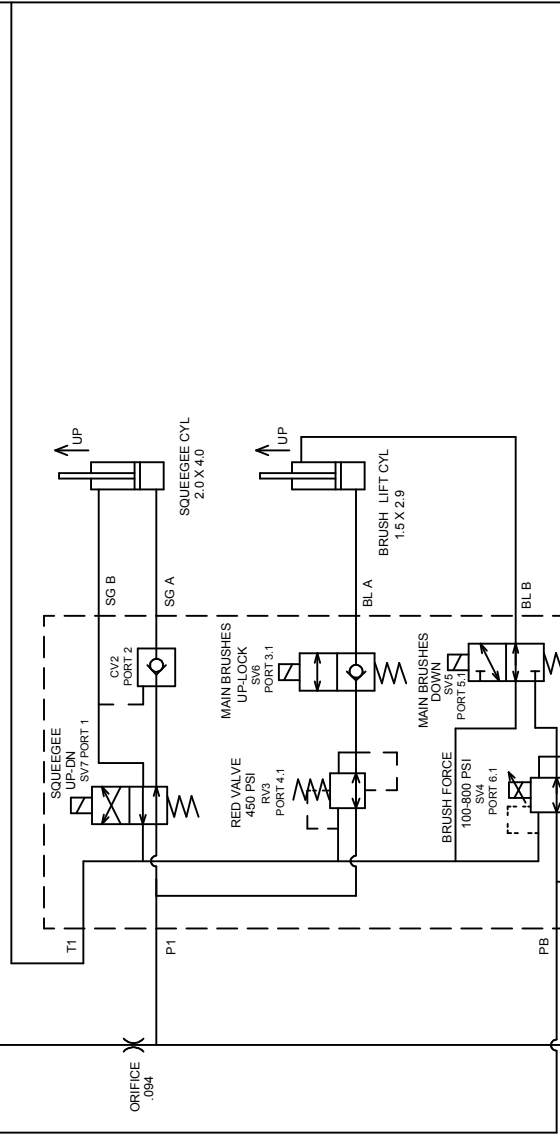 SQUEEGEE
UP-DN
SV7 PORT 1
CV2
PORT 2
SG B
SG A
UP
SQUEEGEE CYL
2.0 X 4.0
T1
P1
ORIFICE
.094
RED VALVE
450 PSI
RV3
PORT 4.1
MAIN BRUSHES
UP-LOCK
SV6
PORT 3.1
BL A
UP
BRUSH LIFT CYL
1.5 X 2.9
MAIN BRUSHES
DOWN
SV5
PORT 5.1
BL B
BRUSH FORCE
100-800 PSI
SV4
PORT 6.1
PB